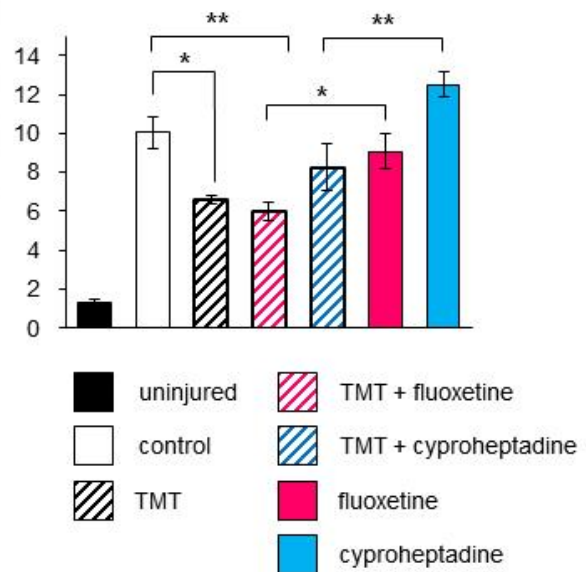 **
**
14
*
12
*
10
8
6
4
2
0
uninjured
TMT + fluoxetine
control
TMT + cyproheptadine
TMT
fluoxetine
cyproheptadine